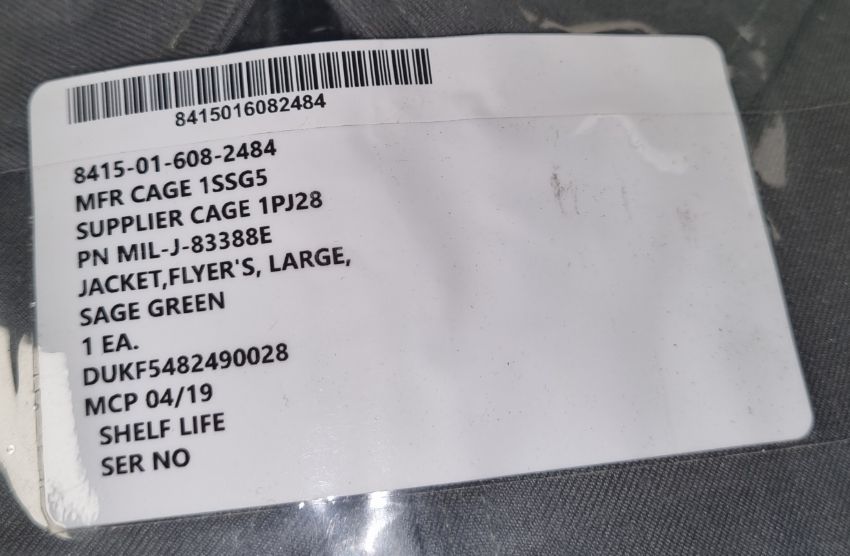 8415016082484
8415-01-608-2484
MFR CAGE 1SSG5
SUPPLIER CAGE 1PJ28
PN MIL-J-83388E
JACKET,FLYER'S, LARGE,
SAGE GREEN
1 EA.
DUKF5482490028
MCP 04/19
SHELF LIFE
SER NO